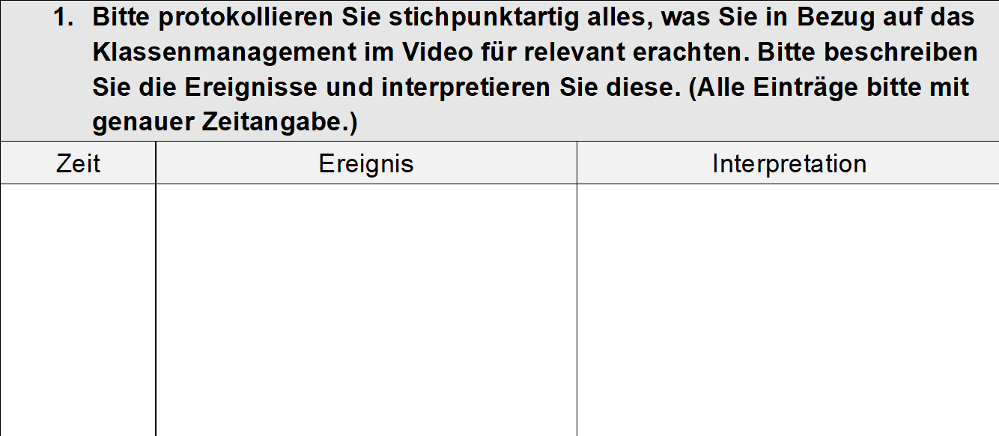 1. Bitte protokollieren Sie stichpunktartig alles, was Sie in Bezug auf das
Klassenmanagement im Video für relevant erachten. Bitte beschreiben
Sie die Ereignisse und interpretieren Sie diese. (Alle Einträge bitte mit
genauer Zeitangabe.)
Zeit Ereignis Interpretation